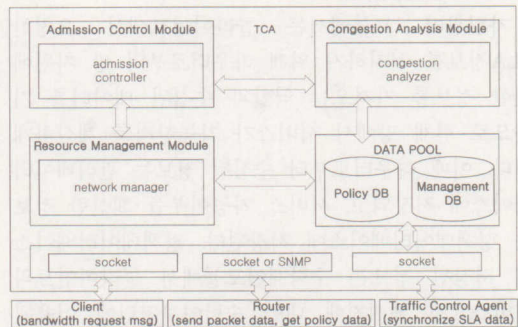 Admission Control Module
TCA
Congestion Analysis Module
admission
controller
congestion
analyzer
Resource Management Module
DATA POOL
network manager
Policy DB
Management
DB
socket
socket or SNMP
socket
Client
(bandwidth request msg)
Router
(send packet data, get policy data)
Traffic Control Agent
(synchronize SLA data)